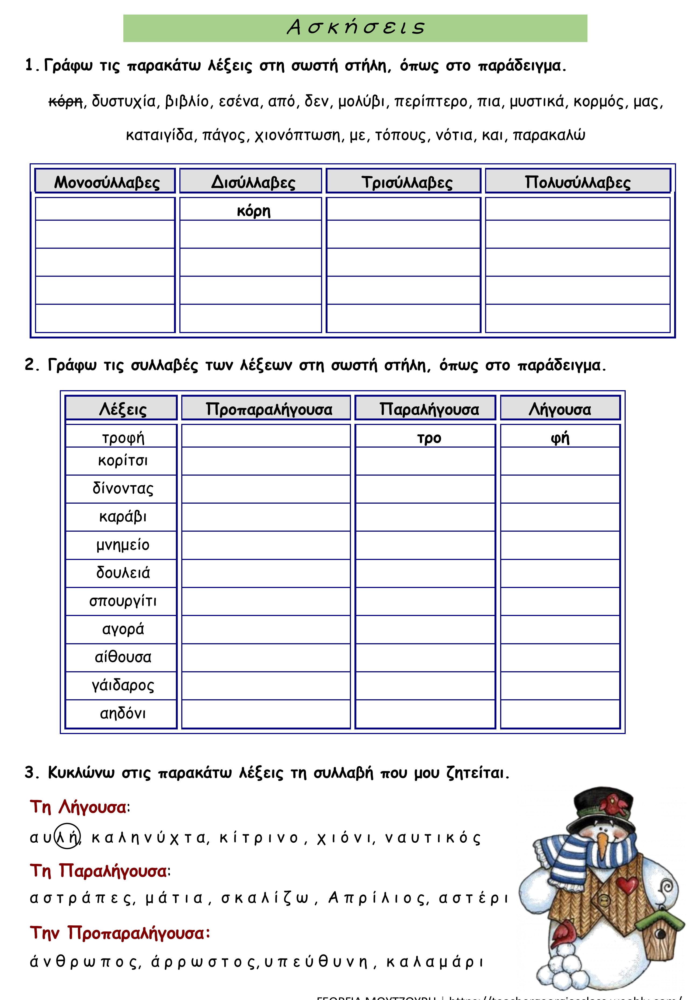 Ασκήσεις
1. Γράφω τις παρακάτω λέξεις στη σωστή στήλη, όπως στο παράδειγμα.
κόρη, δυστυχία, βιβλίο, εσένα, από, δεν, μολύβι, περίπτερο, πια, μυστικά, κορμός, μας,
καταιγίδα, πάγος, χιονόπτωση, με, τόπους, νότια, και, παρακαλώ
Μονοσύλλαβες Δισύλλαβες Τρισύλλαβες Πολυσύλλαβες
κόρη
2. Γράφω τις συλλαβές των λέξεων στη σωστή στήλη, όπως στο παράδειγμα.
Λέξεις Προπαραλήγουσα Παραλήγουσα Λήγουσα
τροφή τρο φή
κορίτσι
δίνοντας
καράβι
μνημείο
δουλειά
σπουργίτι
αγορά
αίθουσα
γάιδαρος
αηδόνι
3. Κυκλώνω στις παρακάτω λέξεις τη συλλαβή που μου ζητείται.
Τη Λήγουσα:
αυλή, καληνύχτα, κίτρινο, χιόνι, ναυτικός
Τη Παραλήγουσα:
αστράπες, μάτια, σκαλίζω, Απρίλιος, αστέρι
Την Προπαραλήγουσα:
άνθρωπος, άρρωστος, υπεύθυνη, καλαμάρι
ΓΕΩΡΓΙΑ ΜΟΥΤΖΟΥΡΗ | https://teachergeorgiasclass.weebly.com/